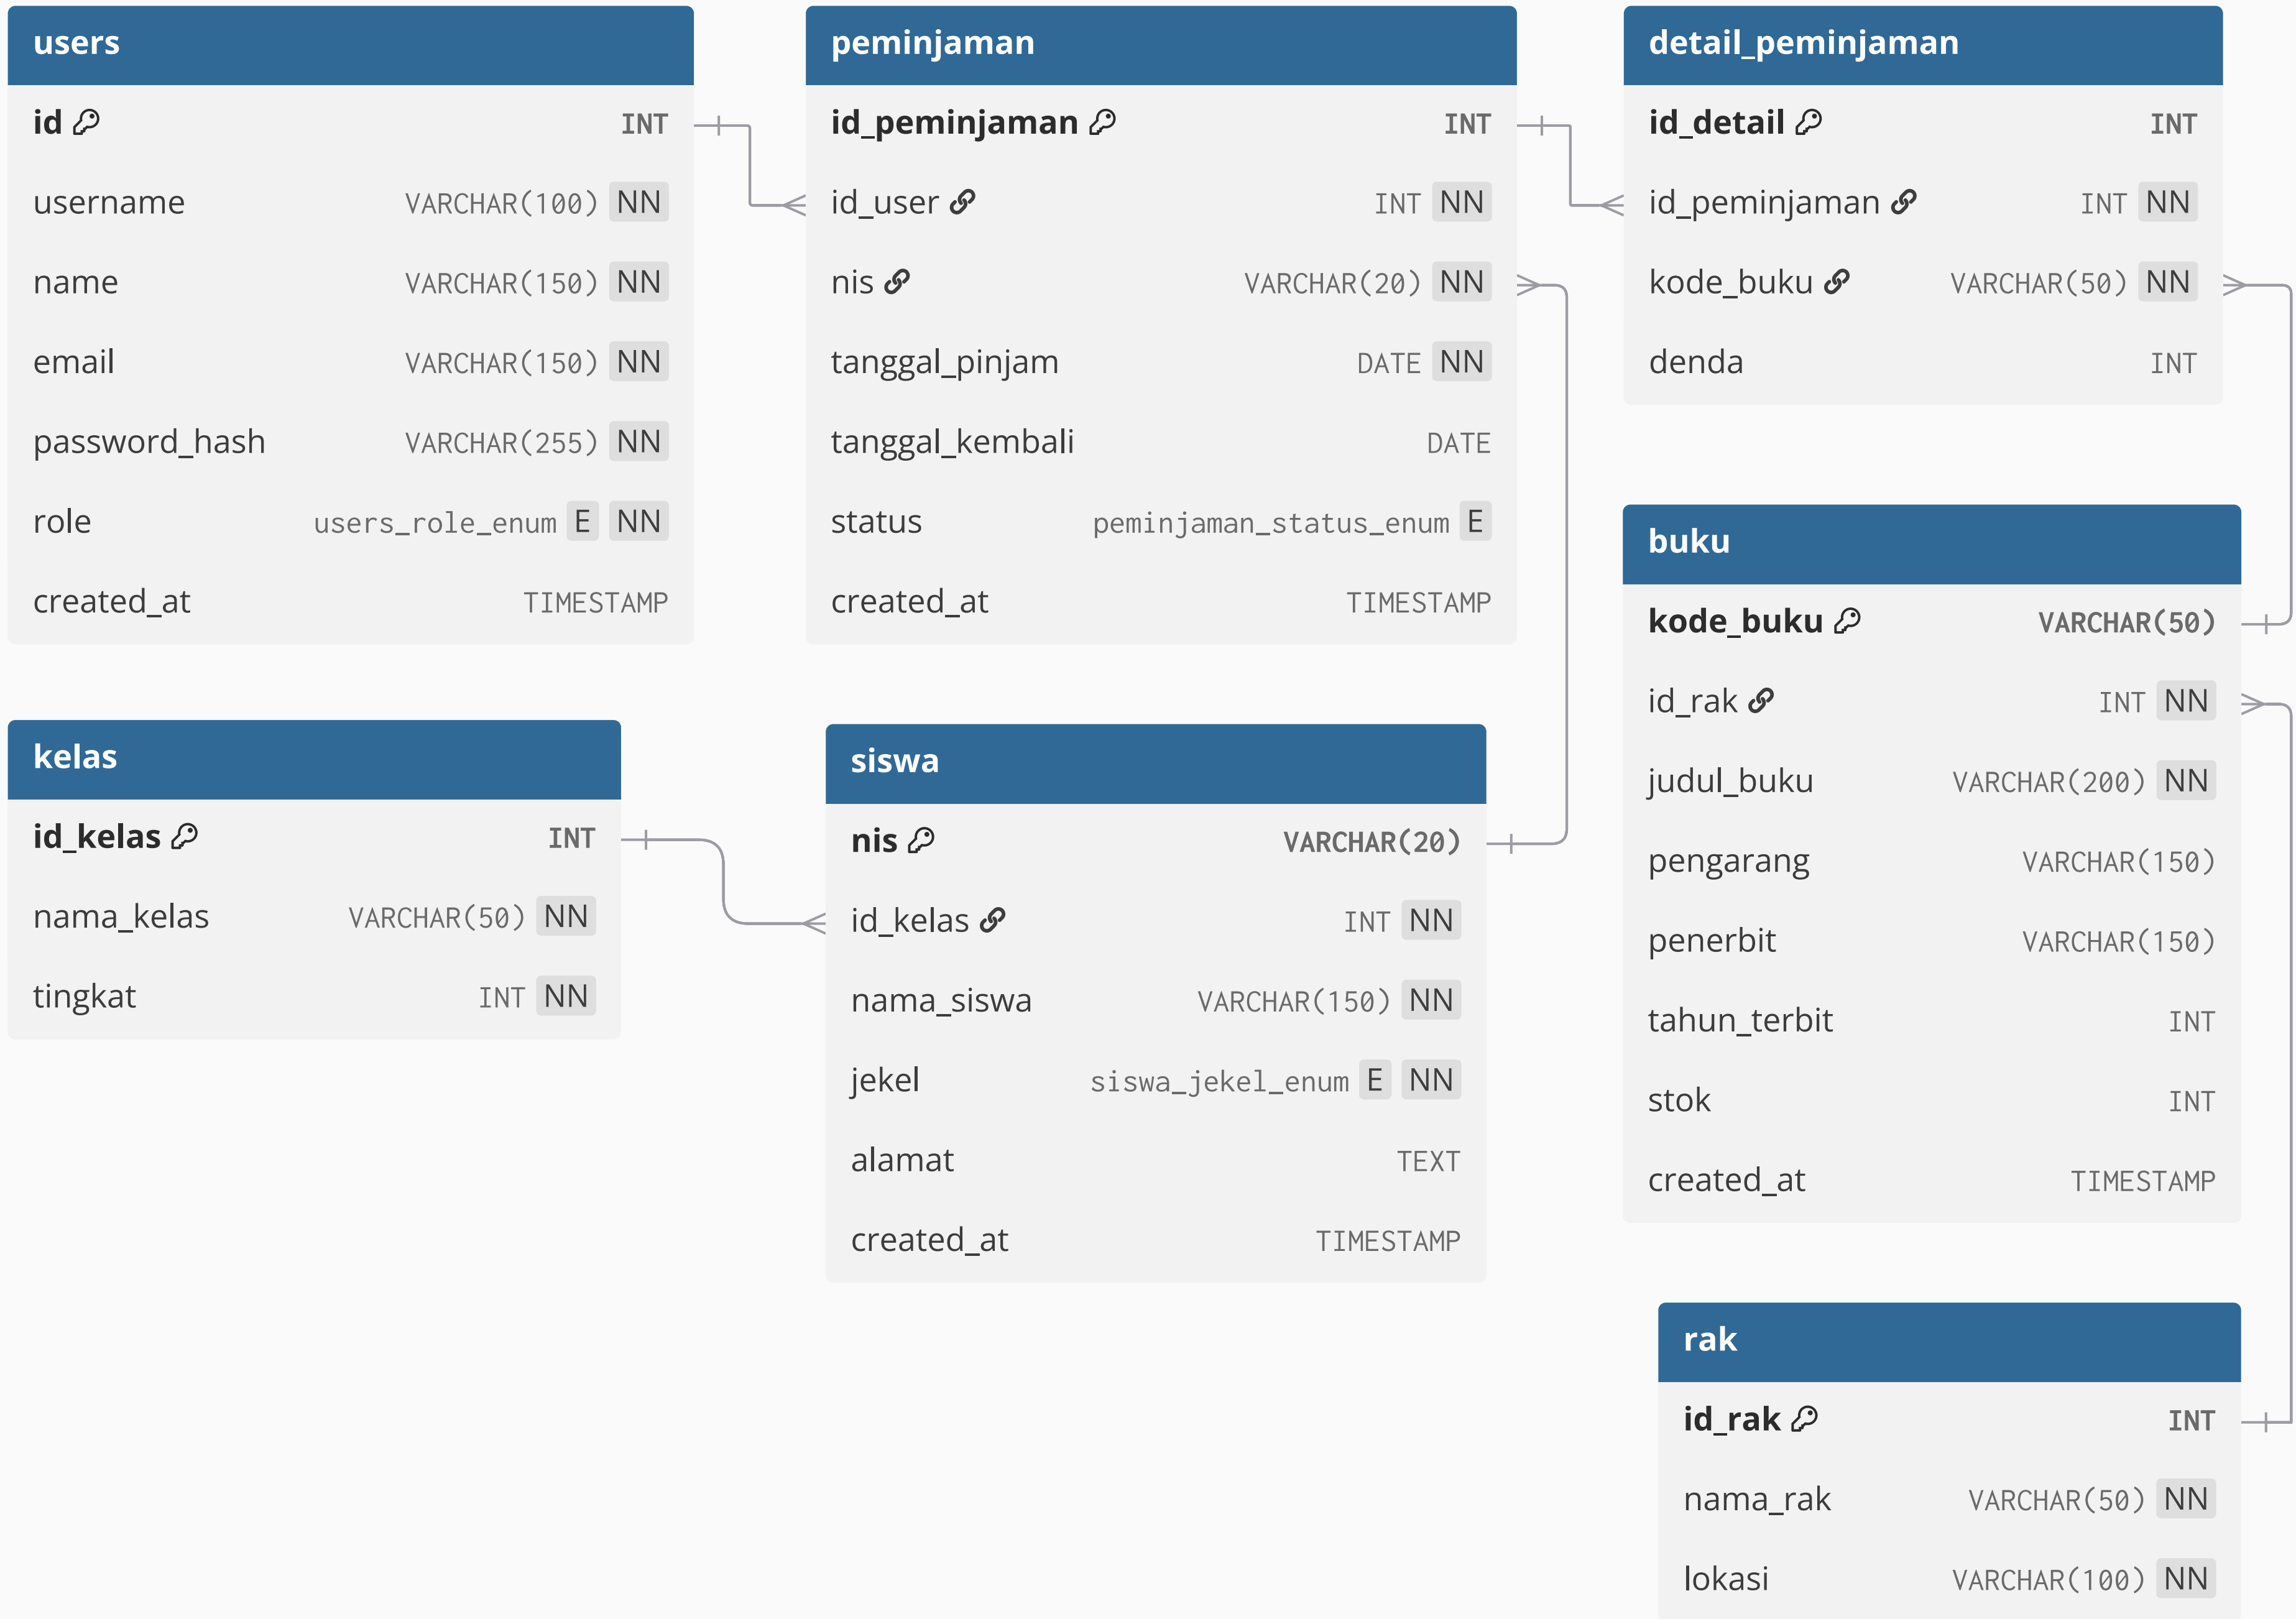 users
id INT
username VARCHAR(100) NN
name VARCHAR(150) NN
email VARCHAR(150) NN
password_hash VARCHAR(255) NN
role users_role_enum E NN
created_at TIMESTAMP
peminjaman
id_peminjaman INT
id_user INT NN
nis VARCHAR(20) NN
tanggal_pinjam DATE NN
tanggal_kembali DATE
status peminjaman_status_enum E
created_at TIMESTAMP
detail_peminjaman
id_detail INT
id_peminjaman INT NN
kode_buku VARCHAR(50) NN
denda INT
kelas
id_kelas INT
nama_kelas VARCHAR(50) NN
tingkat INT NN
siswa
nis VARCHAR(20)
id_kelas INT NN
nama_siswa VARCHAR(150) NN
jekel siswa_jekel_enum E NN
alamat TEXT
created_at TIMESTAMP
buku
kode_buku VARCHAR(50)
id_rak INT NN
judul_buku VARCHAR(200) NN
pengarang VARCHAR(150)
penerbit VARCHAR(150)
tahun_terbit INT
stok INT
created_at TIMESTAMP
rak
id_rak INT
nama_rak VARCHAR(50) NN
lokasi VARCHAR(100) NN